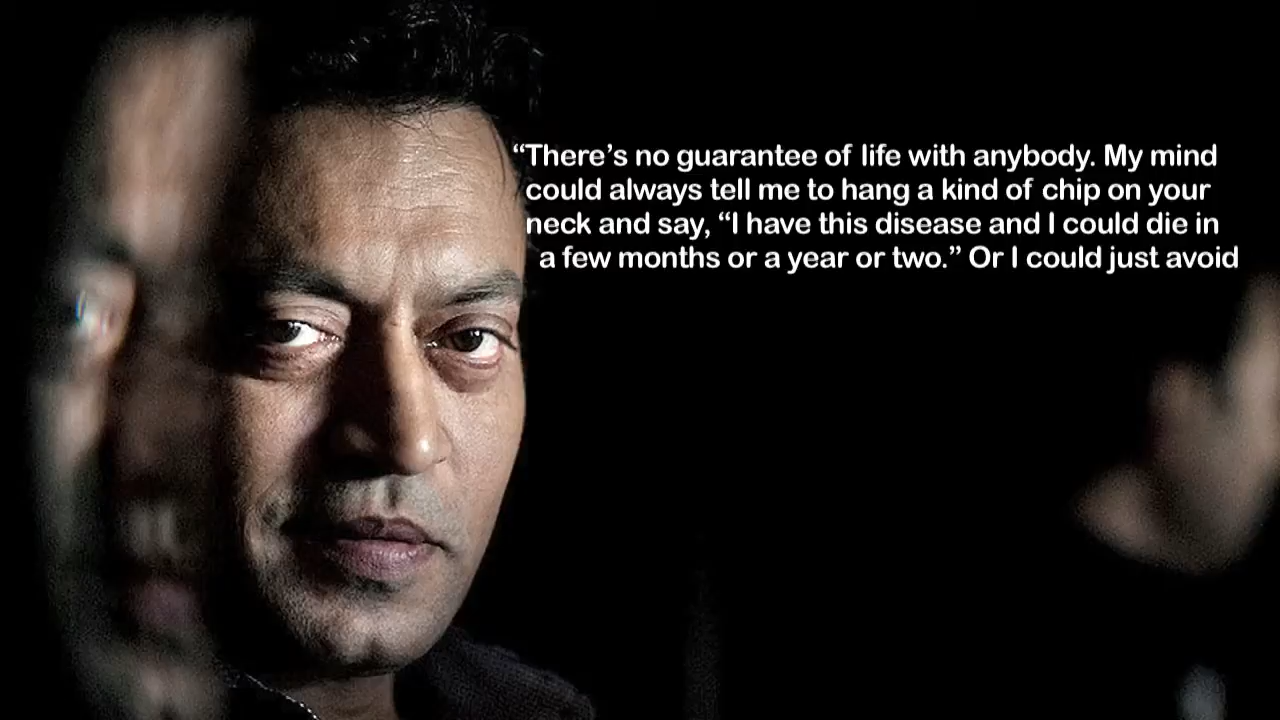 “There’s no guarantee of life with anybody. My mind
could always tell me to hang a kind of chip on your
neck and say, “I have this disease and I could die in
a few months or a year or two.” Or I could just avoid